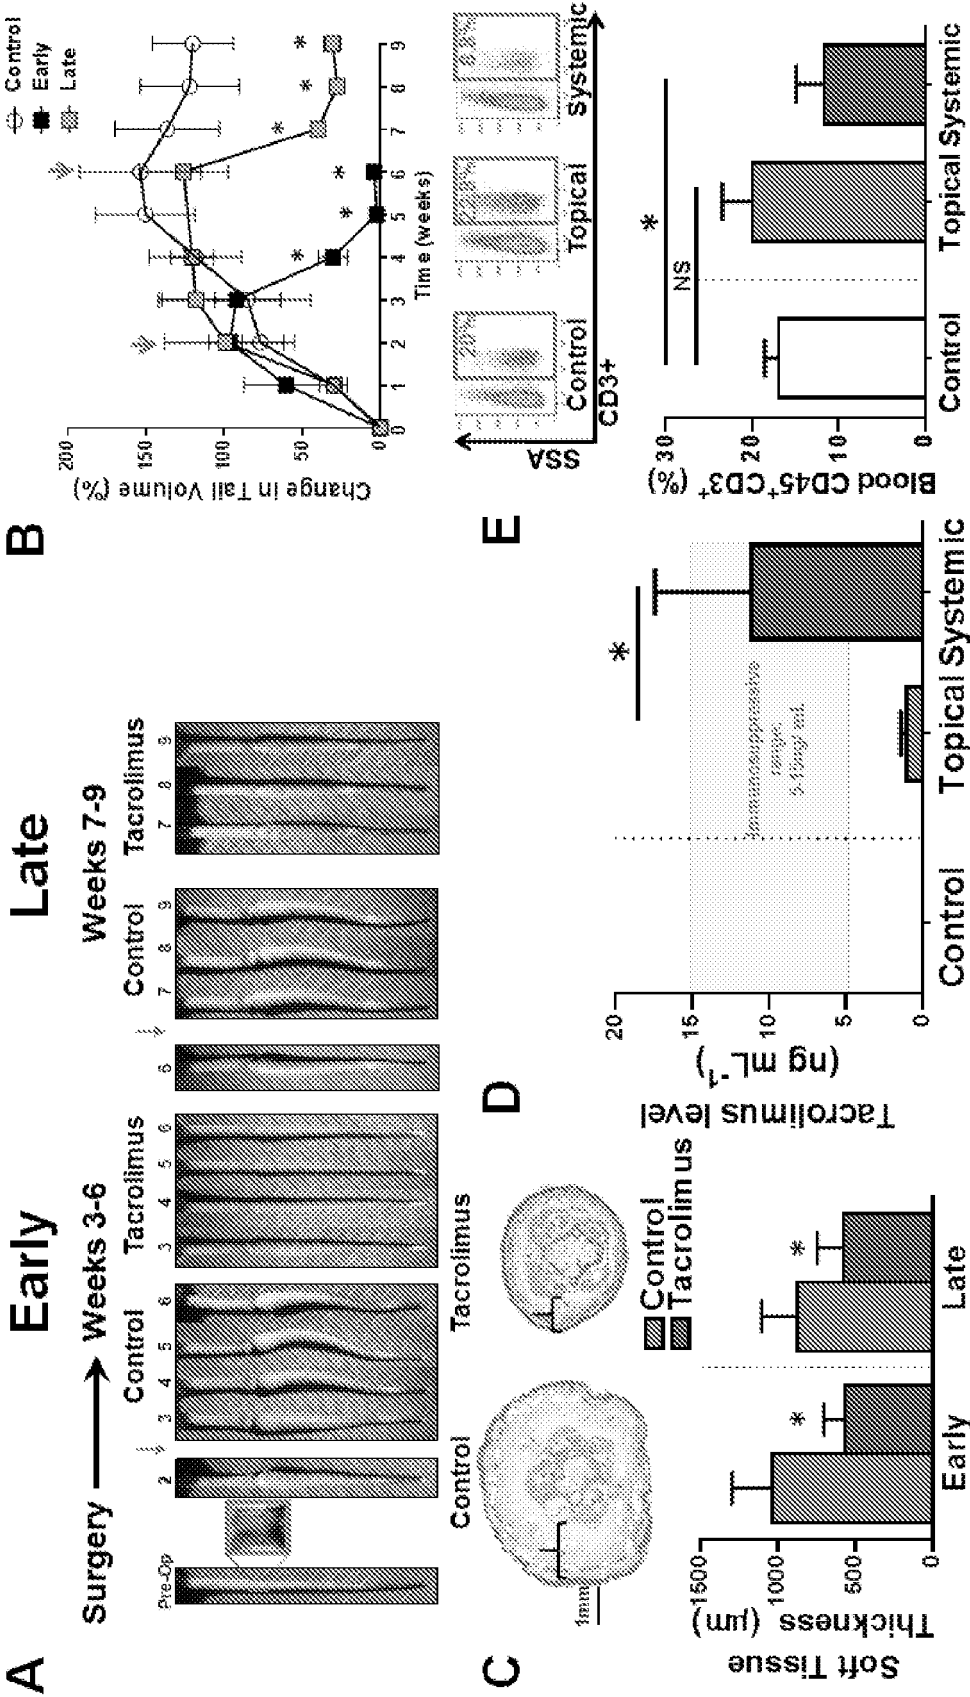 A
Early
Late
Surgery
Weeks 3-6
Weeks 7-9
Control
Tacrolimus
Control
Tacrolimus
Pre-Op
2
3
4
5
6
3
4
5
6
6
7
8
9
7
8
9
B
Control
Early
Late
Change in Tail Volume (%)
200
150
100
50
0
0
1
2
3
4
5
6
7
8
9
Time (weeks)
*
*
*
*
*
*
C
Control
Tacrolimus
1mm
Control
Tacrolimus
Soft Tissue
Thickness (µm)
1500
1000
500
0
*
*
Early
Late
D
Tacrolimus level
(ng mL-1)
20
15
10
5
0
*
Immunosuppressive
range,
Control
Topical
Systemic
E
SSA
CD3+
20%
Control
Topical
Systemic
Blood CD45+CD3+ (%)
30
20
10
0
NS
*
Control
Topical
Systemic